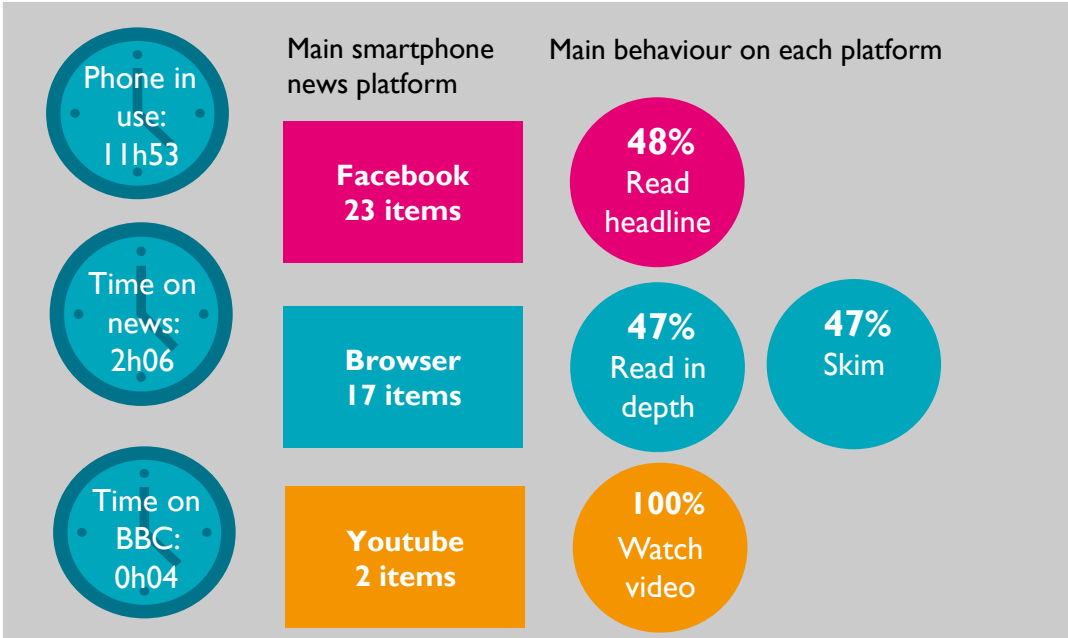 Phone in
use:
11h53
Time on
news:
2h06
Time on
BBC:
0h04
Main smartphone
news platform
Facebook
23 items
Browser
17 items
Youtube
2 items
Main behaviour on each platform
48%
Read
headline
47%
Read in
depth
47%
Skim
100%
Watch
video